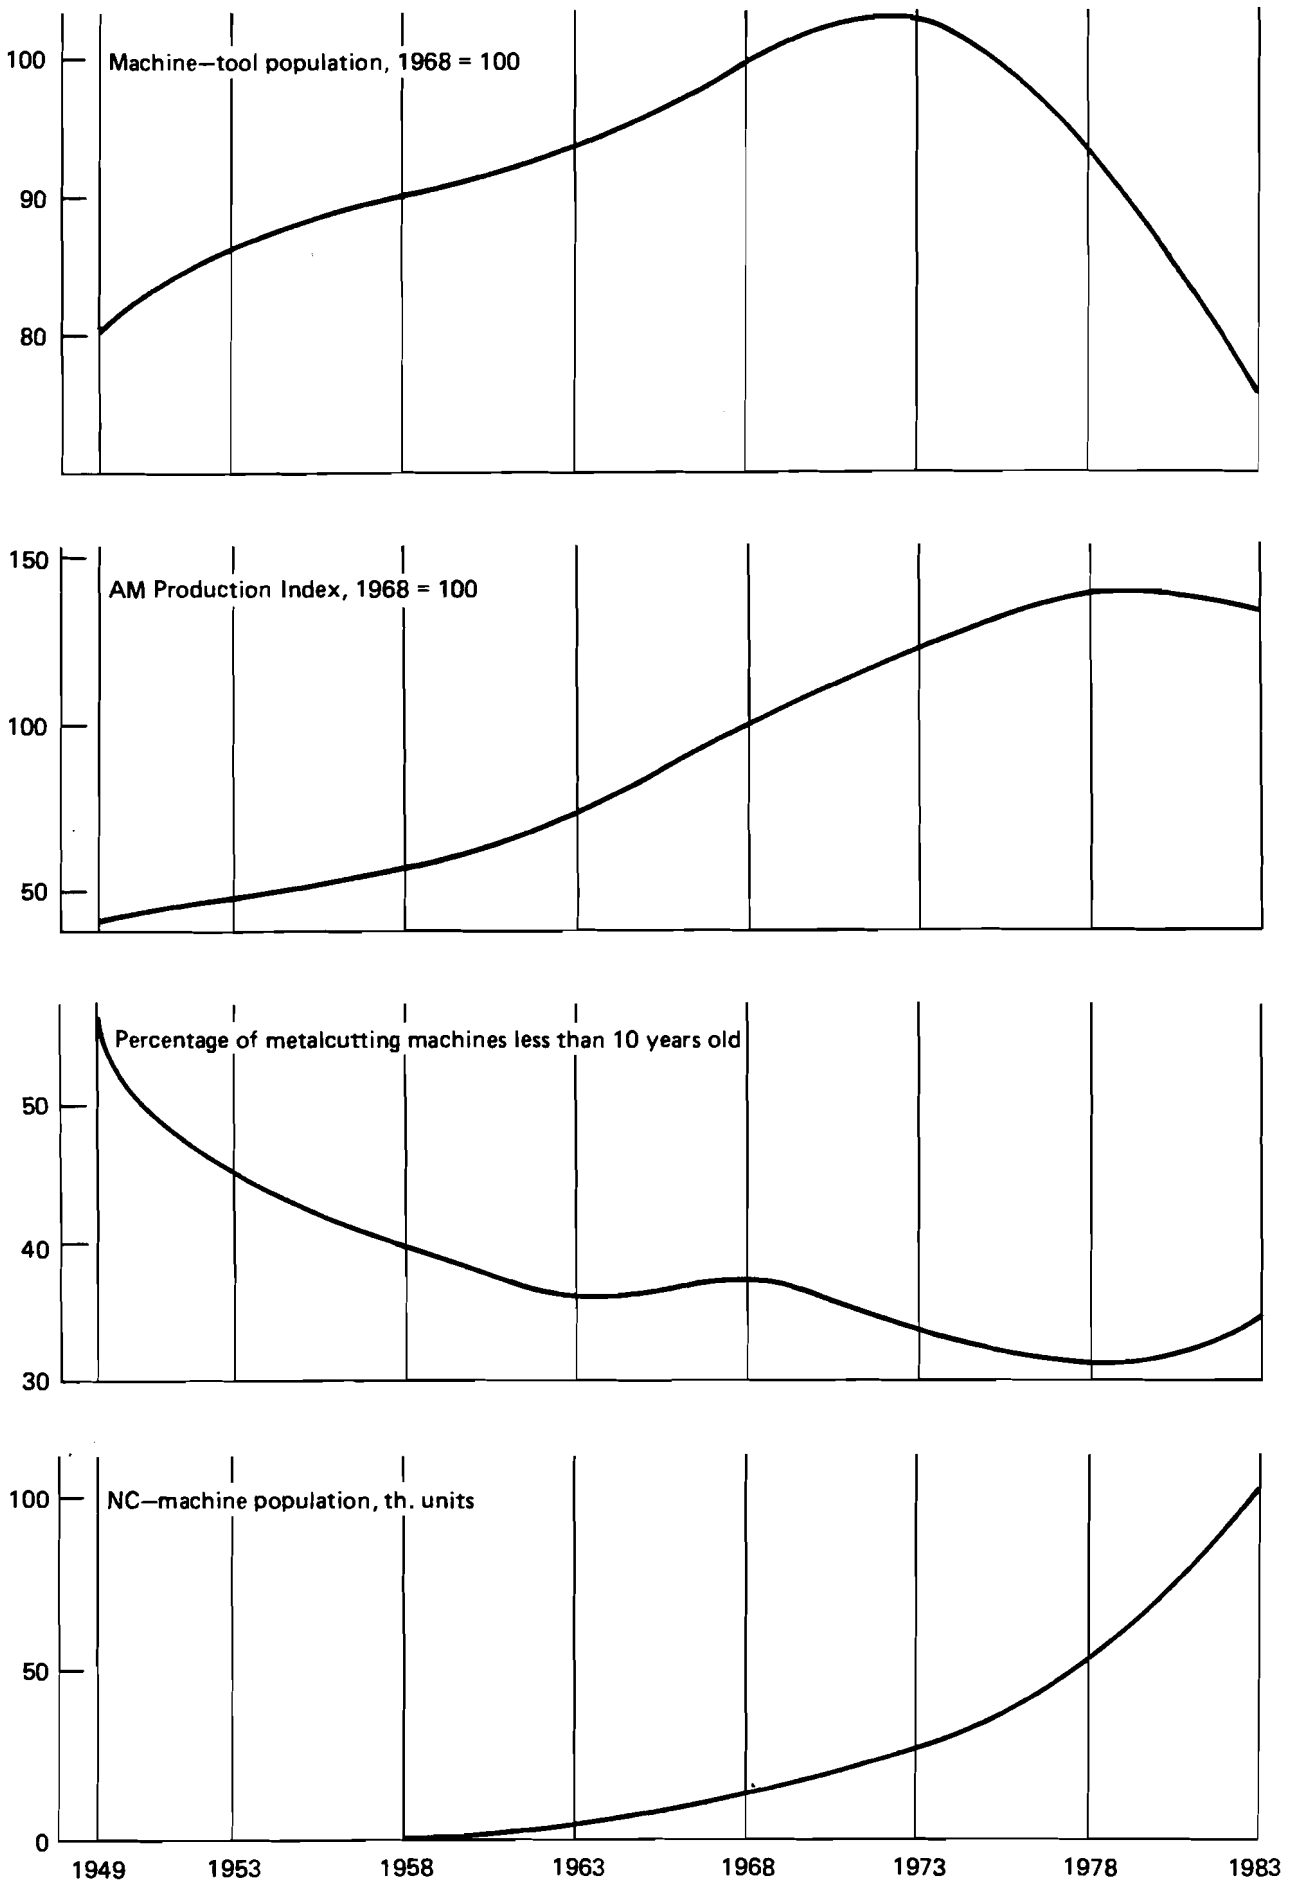 100
Machine—tool population, 1968 = 100
90
80
150
AM Production Index, 1968 = 100
100
50
Percentage of metalcutting machines less than 10 years old
50
40
30
100
NC—machine population, th. units
50
0
1949 1953 1958 1963 1968 1973 1978 1983